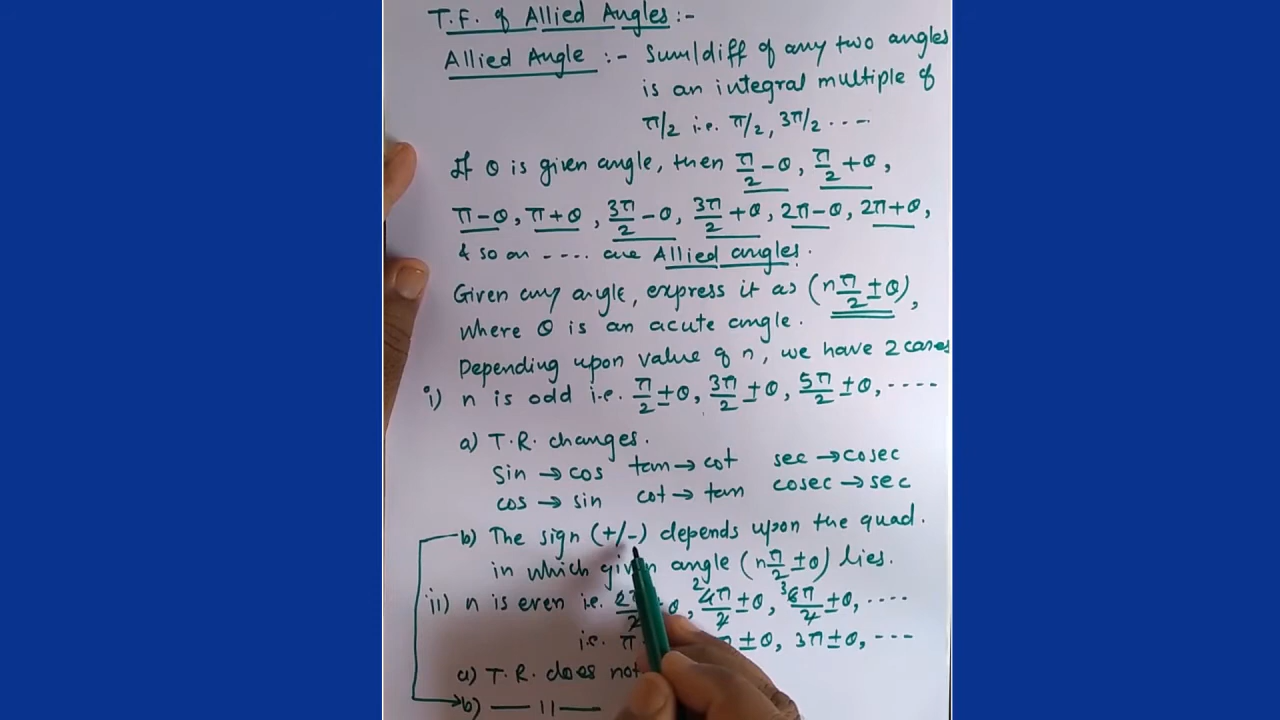 T.F. of Allied Angles :-
Allied Angle :- Sum/diff of any two angles
is an integral multiple of
π/2 i.e. π/2, 3π/2 ----
If θ is given angle, then π/2 - θ, π/2 + θ,
π-θ, π+θ, 3π/2 - θ, 3π/2 + θ, 2π-θ, 2π+θ,
& so on ---- are Allied angles.
Given any angle, express it as (nπ/2 ± θ),
where θ is an acute angle.
Depending upon value of n, we have 2 cases
i) n is odd i.e. π/2 ± θ, 3π/2 ± θ, 5π/2 ± θ, ----
a) T.R. changes.
sin → cos tan → cot sec → cosec
cos → sin cot → tan cosec → sec
b) The sign (+/-) depends upon the quad.
in which given angle (nπ/2 ± θ) lies.
ii) n is even i.e. 2π/2 ± θ, 4π/2 ± θ, 6π/2 ± θ, ----
i.e. π ± θ, 3π ± θ, ---
a) T.R. does not
b) — 11 —